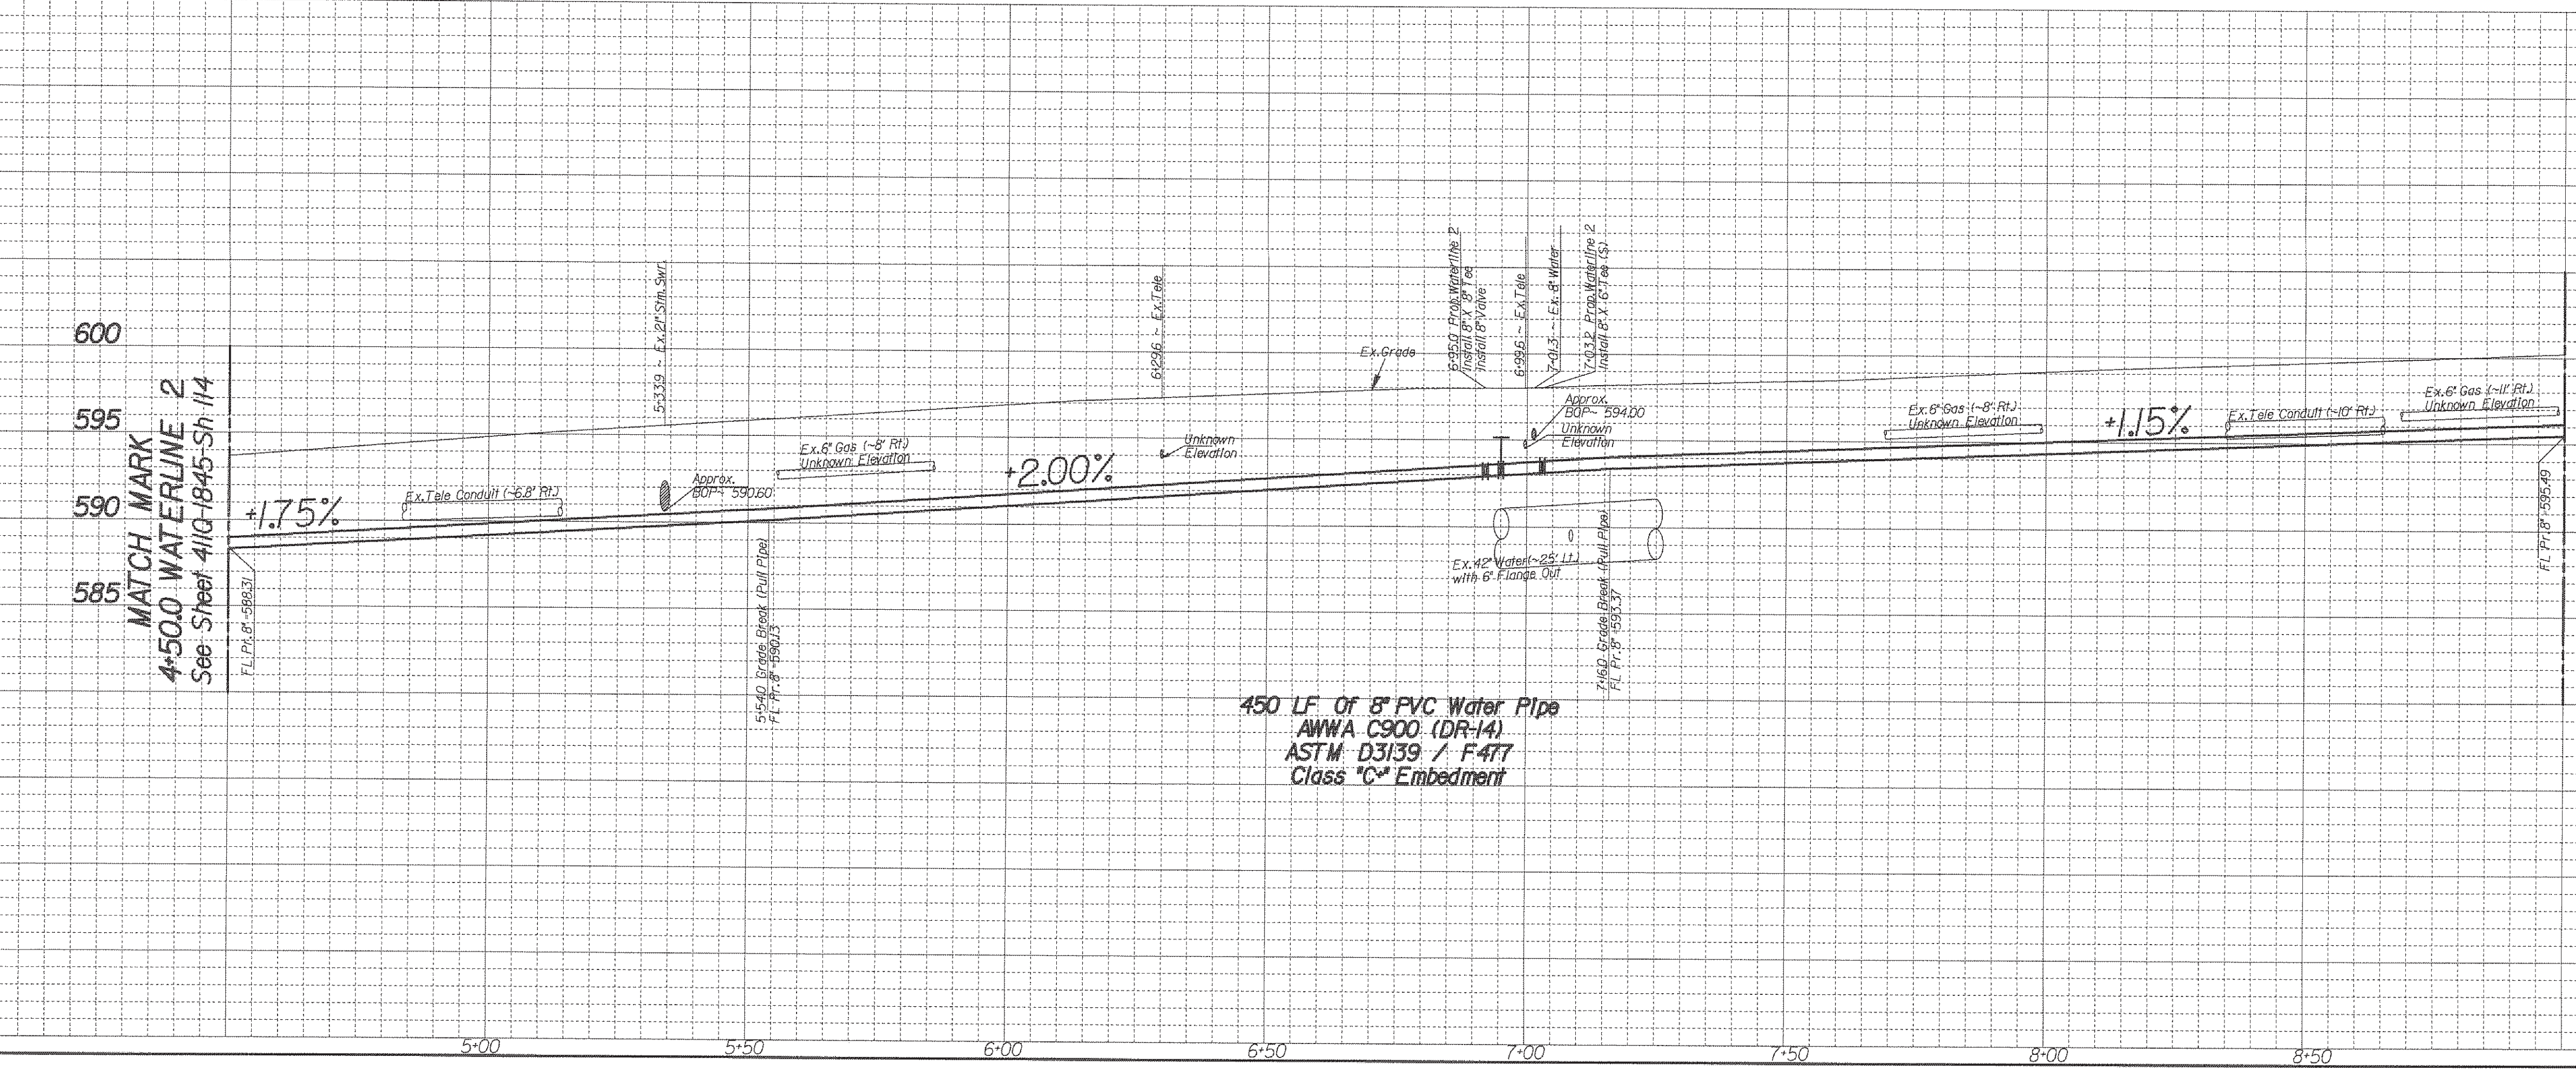 600
595
590
585
MATCH MARK
4+50.0 WATERLINE 2
See Sheet 411Q-1845-Sh 114
+1.75%
FL Pr. 8"=588.31
Ex. Tele Conduit (~6.8' Rt.)
5+33.9 ~ Ex. 21" Stm. Swr.
Approx.
BOP~ 590.60
5+54.0 Grade Break (Pull Pipe)
FL Pr. 8"=590.13
Ex. 6" Gas (~8' Rt.)
Unknown Elevation
+2.00%
6+29.6 ~ Ex. Tele
Unknown
Elevation
Ex. Grade
6+95.0 Prop. Waterline 2
Install 8" X 8" Tee
Install 8" Valve
6+99.6 ~ Ex. Tele
7+01.3 ~ Ex. 8" Water
7+03.2 Prop. Waterline 2
Install 8" X 6" Tee (S)
Approx.
BOP~ 594.00
Unknown
Elevation
Ex. 42" Water (~25' Lt.)
with 6" Flange Out
7+16.0 Grade Break (Pull Pipe)
FL Pr. 8"=593.37
Ex. 6" Gas (~8' Rt.)
Unknown Elevation
+1.15%
Ex. Tele Conduit (~10' Rt.)
Ex. 6" Gas (~11' Rt.)
Unknown Elevation
FL Pr. 8"=595.49
450 LF Of 8" PVC Water Pipe
AWWA C900 (DR-14)
ASTM D3139 / F477
Class "C+" Embedment
5+00
5+50
6+00
6+50
7+00
7+50
8+00
8+50